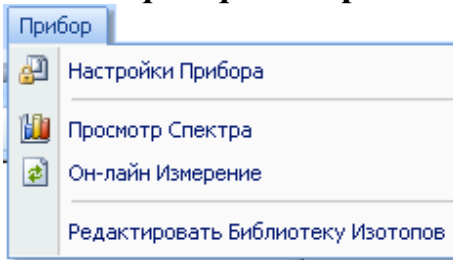 Прибор
Настройки Прибора
Просмотр Спектра
Он-лайн Измерение
Редактировать Библиотеку Изотопов